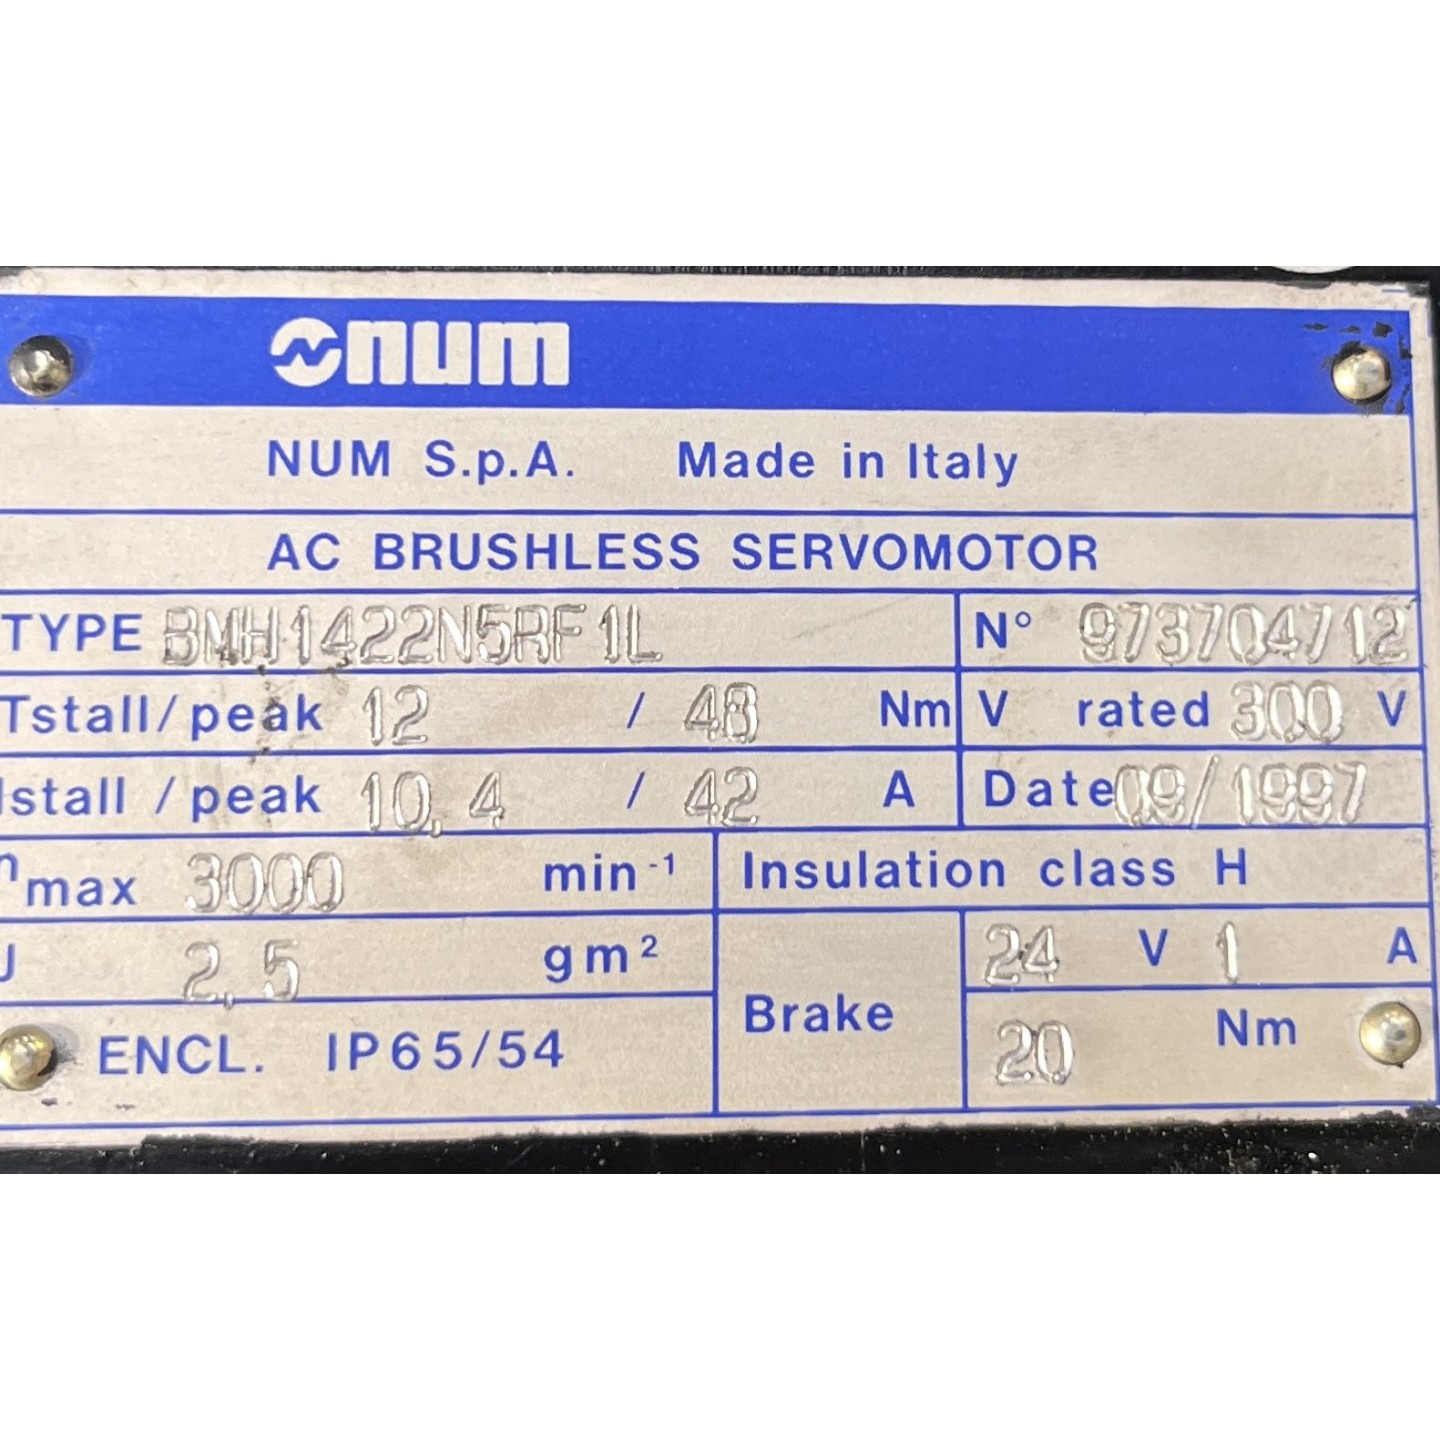 num
NUM S.p.A. Made in Italy
AC BRUSHLESS SERVOMOTOR
TYPE BMH1422N5RF1L N°973704712
Tstall/peak 12 / 48 Nm V rated 300 V
Istall / peak 10,4 / 42 A Date 09/1997
n max 3000 min -1 Insulation class H
J 2,5 gm² 24 V 1 A
Brake
ENCL. IP65/54 20 Nm